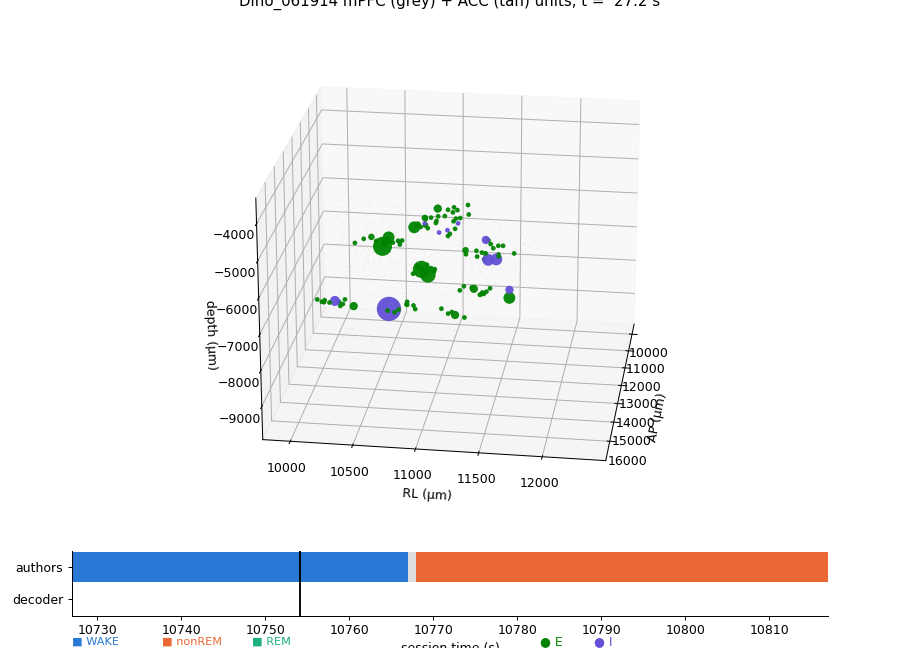 Dino_061914 mPFC (grey) + ACC (tan) units, t = 27.2 s
−4000
−5000
−6000
−7000
−8000
−9000
depth (μm)
10000
11000
12000
13000
14000
15000
16000
AP (μm)
10000
10500
11000
11500
12000
RL (μm)
authors
decoder
10730
10740
10750
10760
10770
10780
10790
10800
10810
session time (s)
WAKE
nonREM
REM
E
I